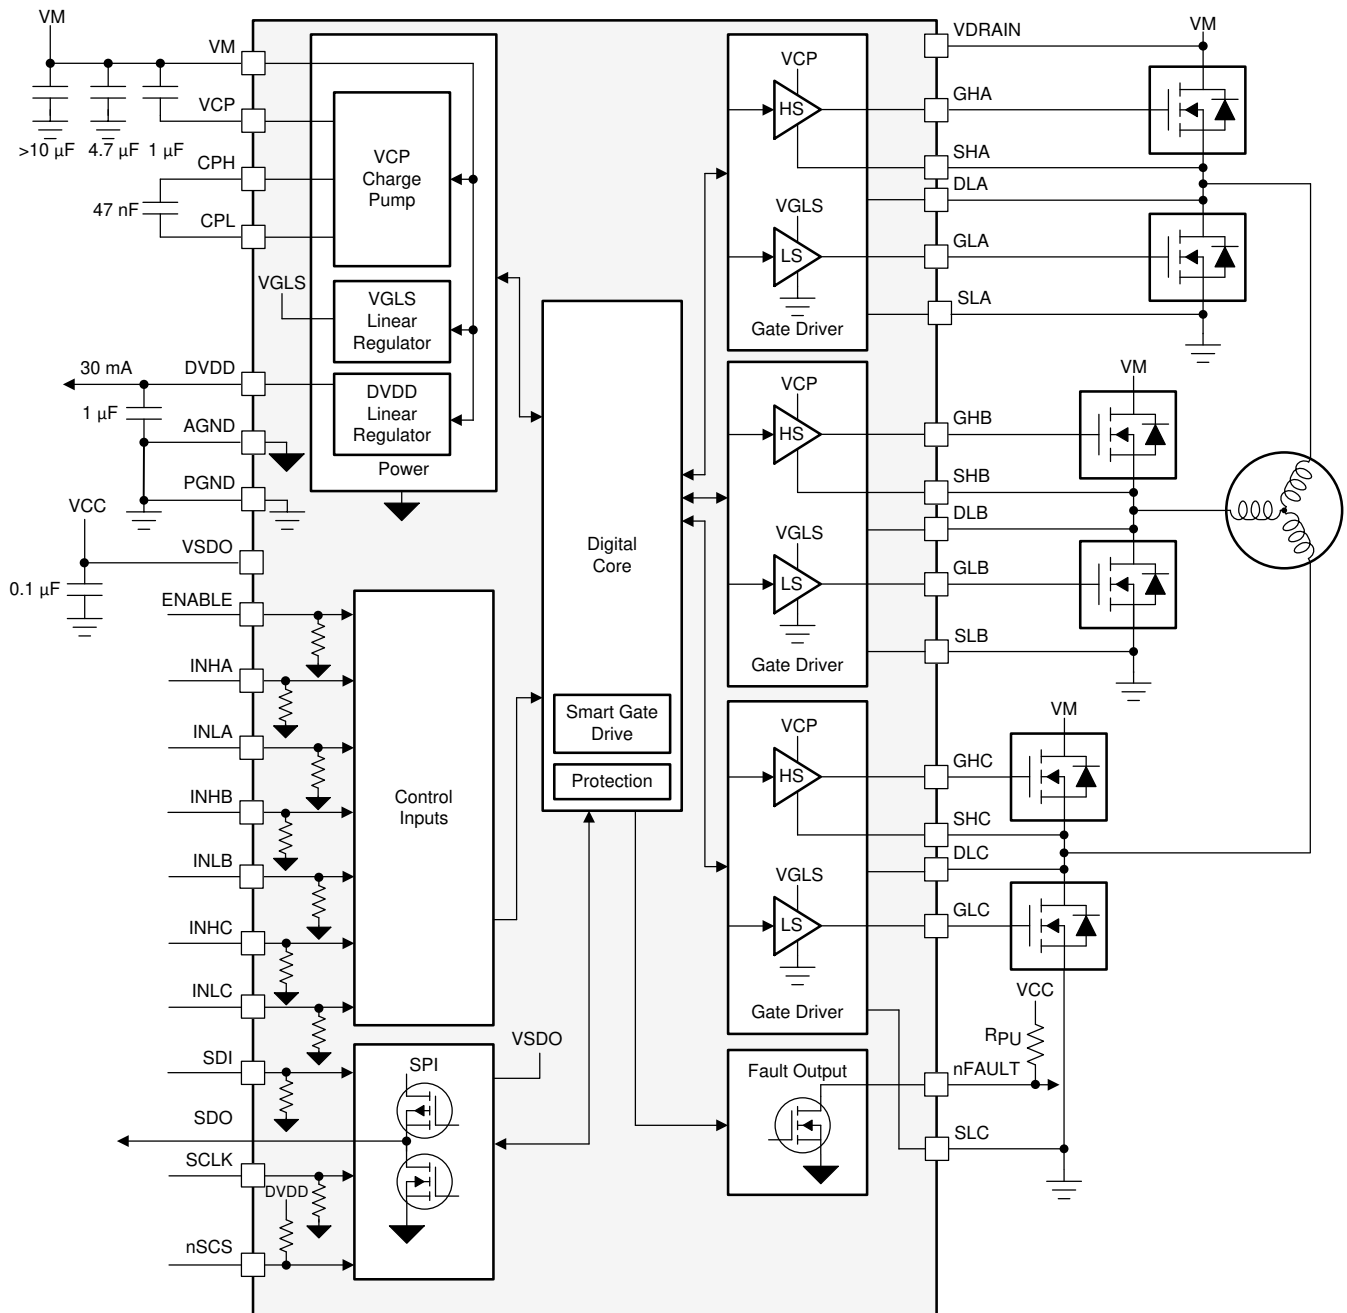 VM
VM
>10 µF
4.7 µF
1 µF
VCP
CPH
47 nF
CPL
VGLS
30 mA
DVDD
1 µF
AGND
PGND
VCC
VSDO
0.1 µF
ENABLE
INHA
INLA
INHB
INLB
INHC
INLC
SDI
SDO
SCLK
DVDD
nSCS
VCP
Charge
Pump
VGLS
Linear
Regulator
DVDD
Linear
Regulator
Power
Control
Inputs
SPI
VSDO
Digital
Core
Smart Gate
Drive
Protection
VCP
HS
VGLS
LS
Gate Driver
VCP
HS
VGLS
LS
Gate Driver
VCP
HS
VGLS
LS
Gate Driver
Fault Output
VDRAIN
VM
GHA
SHA
DLA
GLA
SLA
VM
GHB
SHB
DLB
GLB
SLB
VM
GHC
SHC
DLC
GLC
VCC
RPU
nFAULT
SLC